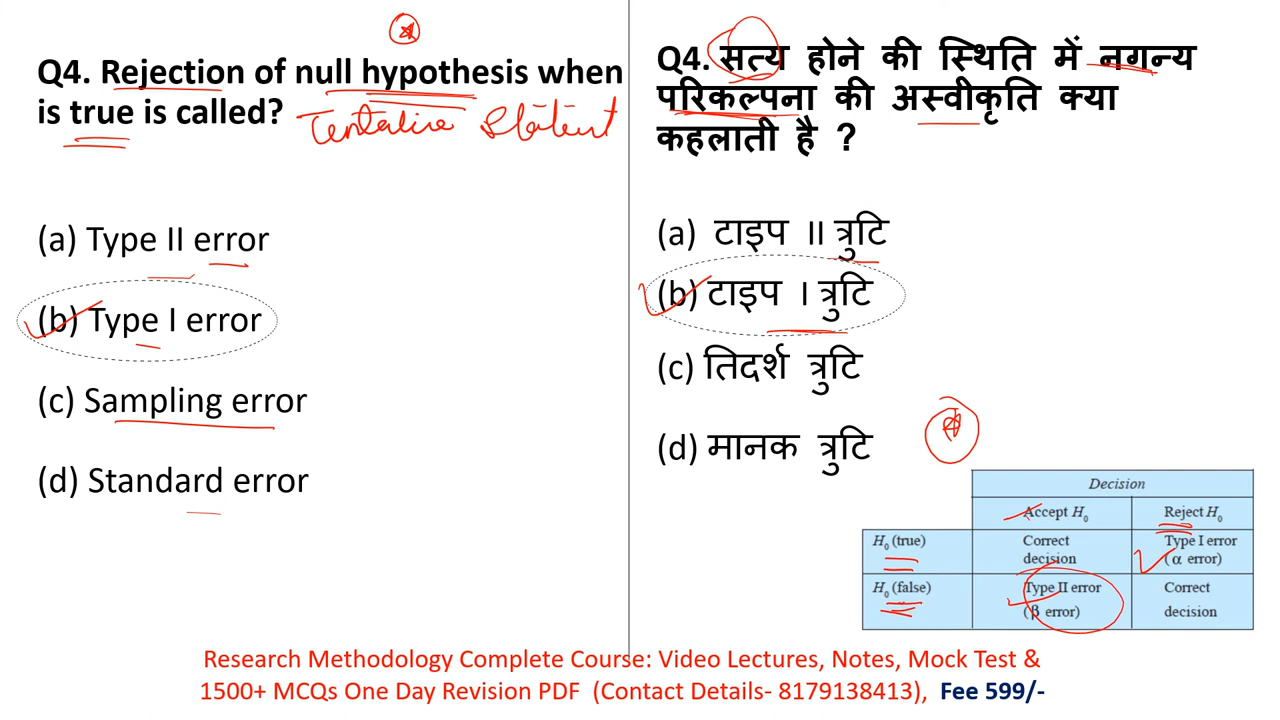 Q4. Rejection of null hypothesis when
is true is called?
Tentative Statent
(a) Type II error
(b) Type I error
(c) Sampling error
(d) Standard error
Q4. सत्य होने की स्थिति में नगन्य
परिकल्पना की अस्वीकृति क्या
कहलाती है ?
(a) टाइप II त्रुटि
(b) टाइप I त्रुटि
(c) तिदर्श त्रुटि
(d) मानक त्रुटि
Decision
Accept H₀ Reject H₀
H₀ (true) Correct decision Type I error (α error)
H₀ (false) Type II error (β error) Correct decision
Research Methodology Complete Course: Video Lectures, Notes, Mock Test &
1500+ MCQs One Day Revision PDF (Contact Details- 8179138413), Fee 599/-